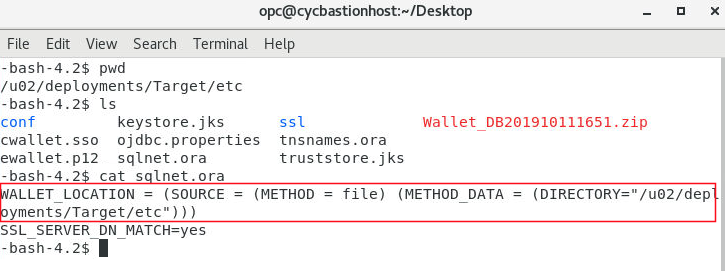 opc@cycbastionhost:~/Desktop
File Edit View Search Terminal Help
-bash-4.2$ pwd
/u02/deployments/Target/etc
-bash-4.2$ ls
conf keystore.jks ssl Wallet_DB201910111651.zip
cwallet.sso ojdbc.properties tnsnames.ora
ewallet.p12 sqlnet.ora truststore.jks
-bash-4.2$ cat sqlnet.ora
WALLET_LOCATION = (SOURCE = (METHOD = file) (METHOD_DATA = (DIRECTORY="/u02/depl
oyments/Target/etc")))
SSL_SERVER_DN_MATCH=yes
-bash-4.2$